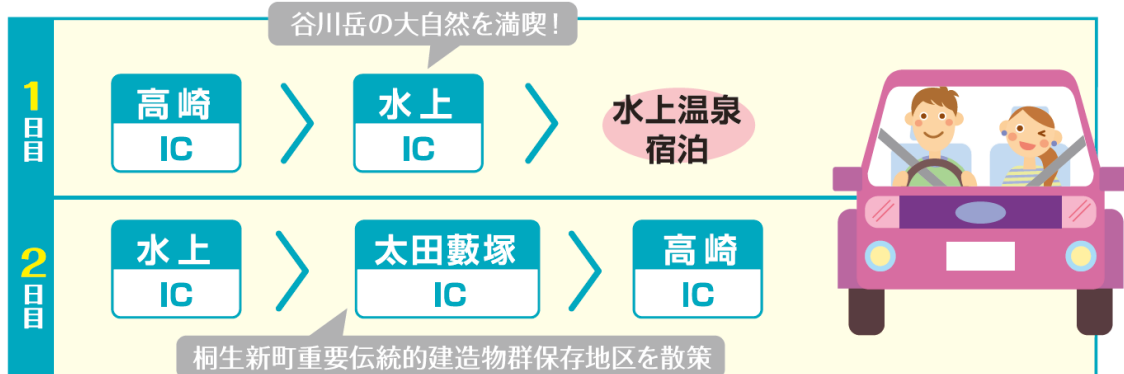 谷川岳の大自然を満喫!
1日目
高崎
IC
水上
IC
水上温泉
宿泊
2日目
水上
IC
太田藪塚
IC
高崎
IC
桐生新町重要伝統的建造物群保存地区を散策